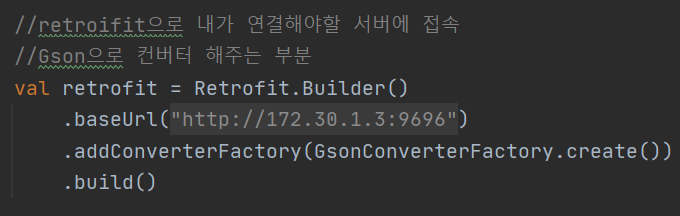 //retroifit으로 내가 연결해야할 서버에 접속
//Gson으로 컨버터 해주는 부분
val retrofit = Retrofit.Builder()
.baseUrl("http://172.30.1.3:9696")
.addConverterFactory(GsonConverterFactory.create())
.build()